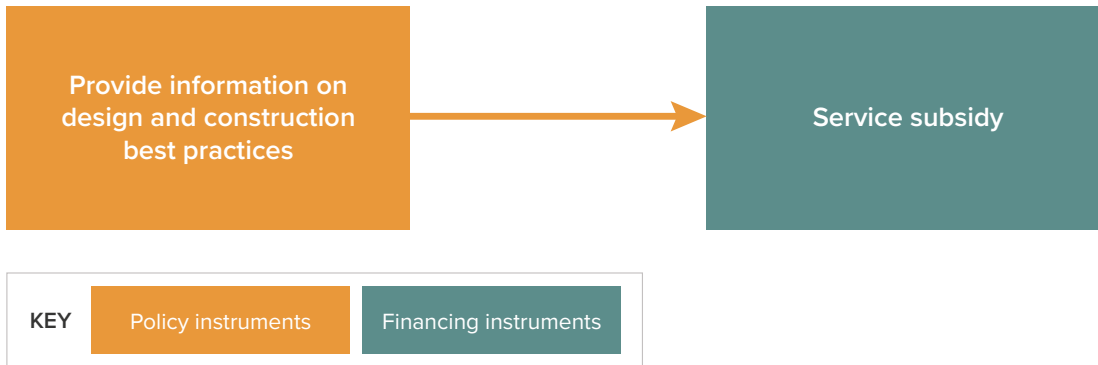 Provide information on
design and construction
best practices
Service subsidy
KEY
Policy instruments
Financing instruments